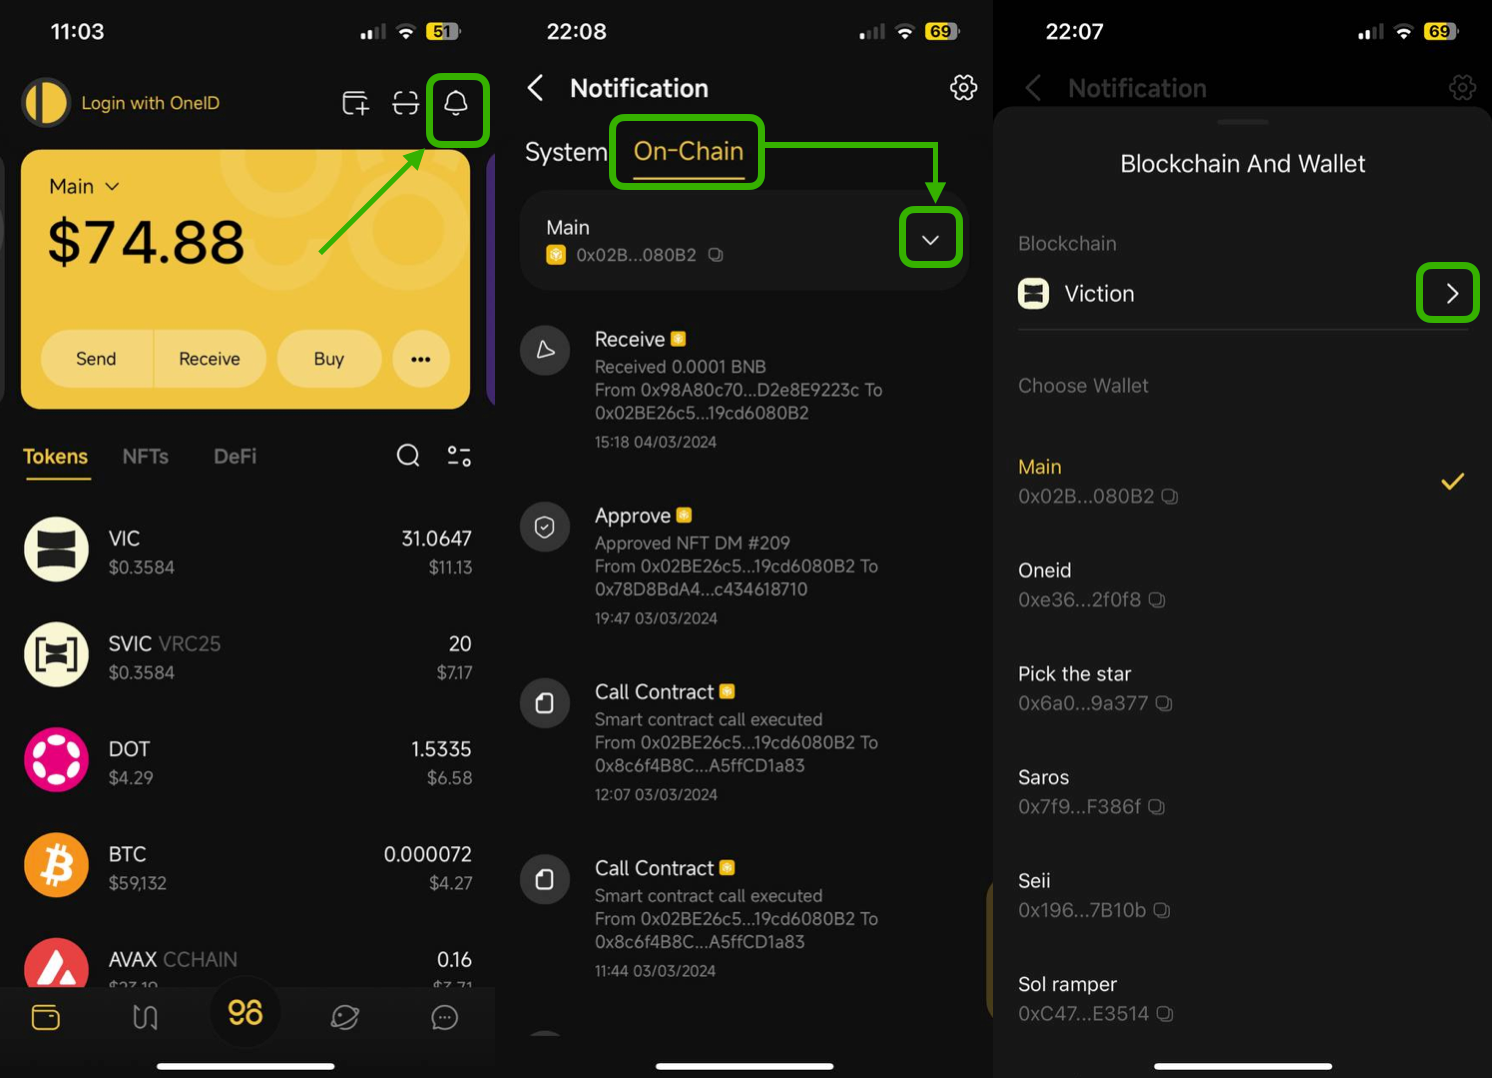 11:03
51
Login with OneID
Main
$74.88
Send
Receive
Buy
Tokens
NFTs
DeFi
VIC
31.0647
$0.3584
$11.13
SVIC VRC25
20
$0.3584
$7.17
DOT
1.5335
$4.29
$6.58
BTC
0.000072
$59,132
$4.27
AVAX CCHAIN
0.16
22:08
69
Notification
System
On-Chain
Main
0x02B...080B2
Receive
Received 0.0001 BNB
From 0x98A80c70...D2e8E9223c To
0x02BE26c5...19cd6080B2
15:18 04/03/2024
Approve
Approved NFT DM #209
From 0x02BE26c5...19cd6080B2 To
0x78D8BdA4...c434618710
19:47 03/03/2024
Call Contract
Smart contract call executed
From 0x02BE26c5...19cd6080B2 To
0x8c6f4B8C...A5ffCD1a83
12:07 03/03/2024
Call Contract
Smart contract call executed
From 0x02BE26c5...19cd6080B2 To
0x8c6f4B8C...A5ffCD1a83
11:44 03/03/2024
22:07
69
Notification
Blockchain And Wallet
Blockchain
Viction
Choose Wallet
Main
0x02B...080B2
Oneid
0xe36...2f0f8
Pick the star
0x6a0...9a377
Saros
0x7f9...F386f
Seii
0x196...7B10b
Sol ramper
0xC47...E3514